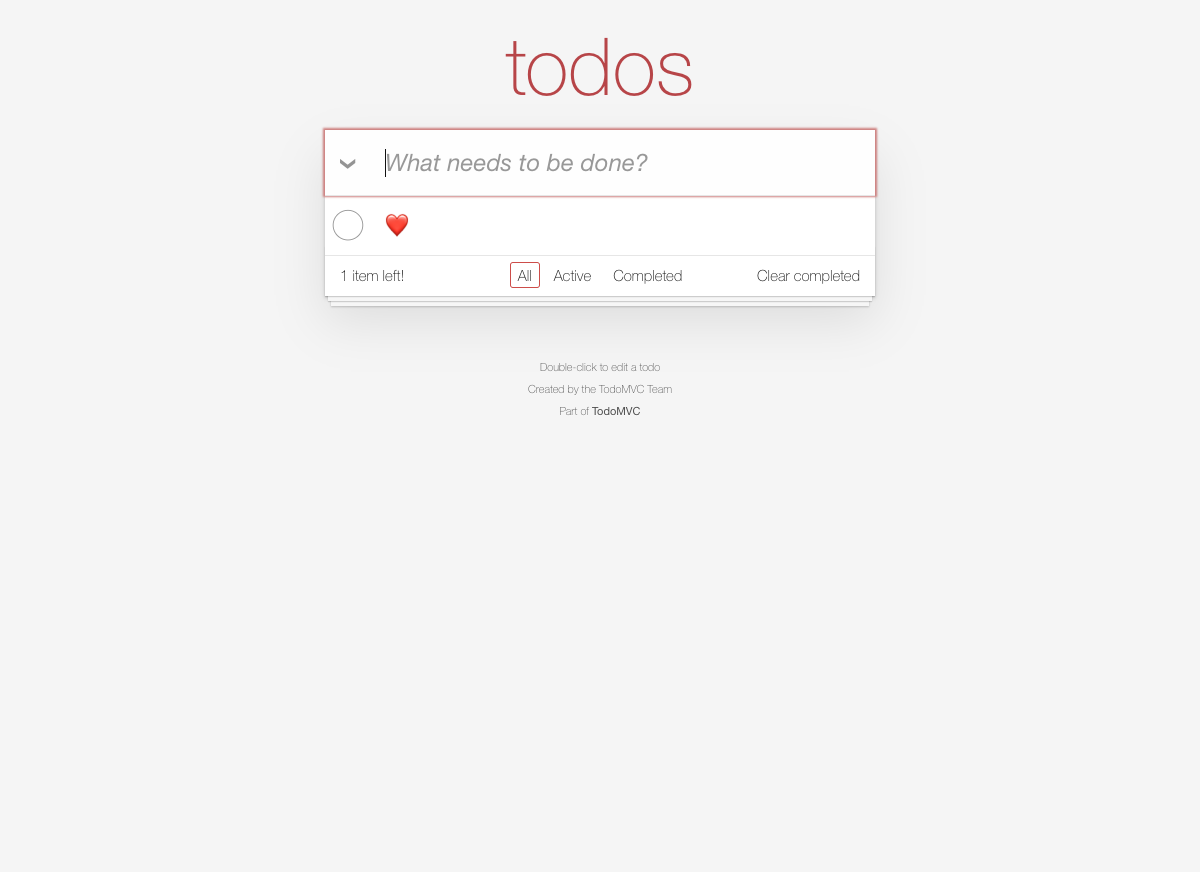 todos
What needs to be done?
❤️
1 item left! All Active Completed Clear completed
Double-click to edit a todo
Created by the TodoMVC Team
Part of TodoMVC